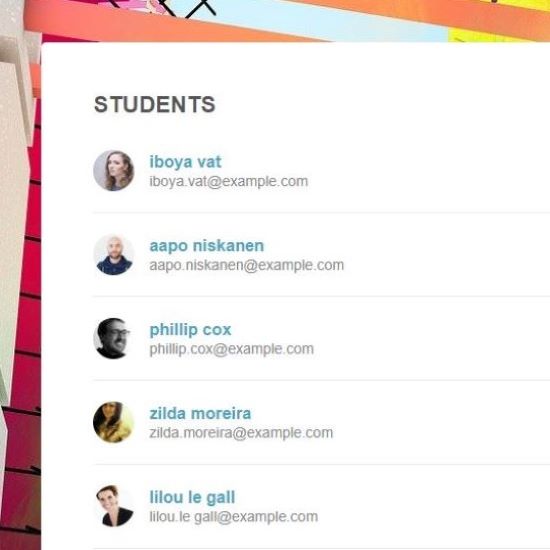 STUDENTS
iboya vat
iboya.vat@example.com
aapo niskanen
aapo.niskanen@example.com
phillip cox
phillip.cox@example.com
zilda moreira
zilda.moreira@example.com
lilou le gall
lilou.le gall@example.com